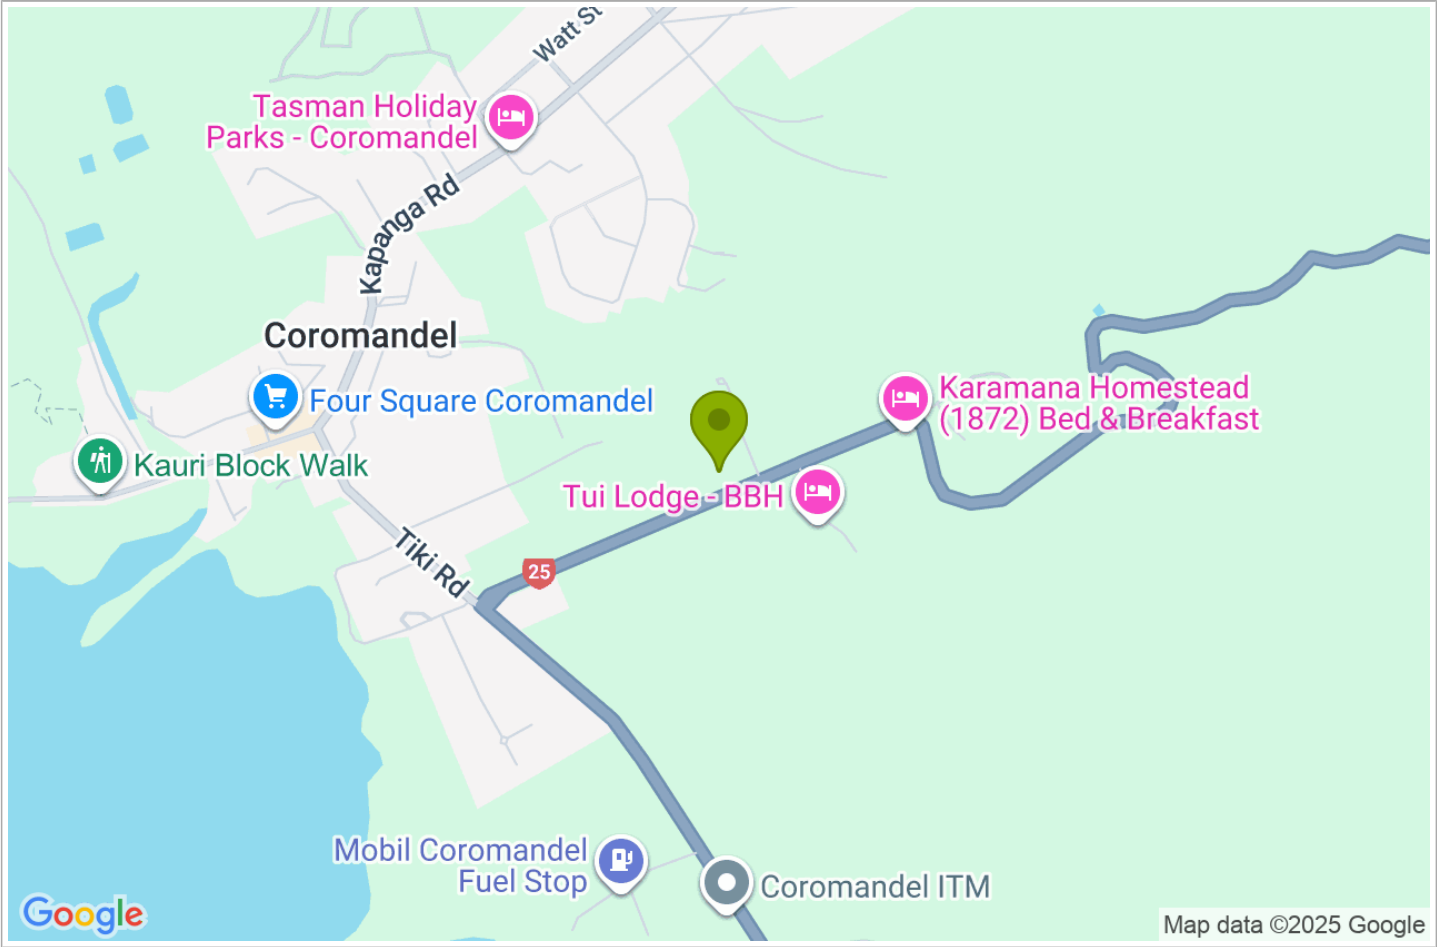 Watt St
Tasman Holiday
Parks - Coromandel
Kapanga Rd
Coromandel
Four Square Coromandel
Karamana Homestead
(1872) Bed & Breakfast
Kauri Block Walk
Tui Lodge - BBH
Tiki Rd
25
Mobil Coromandel
Fuel Stop
Coromandel ITM
Google
Map data ©2025 Google